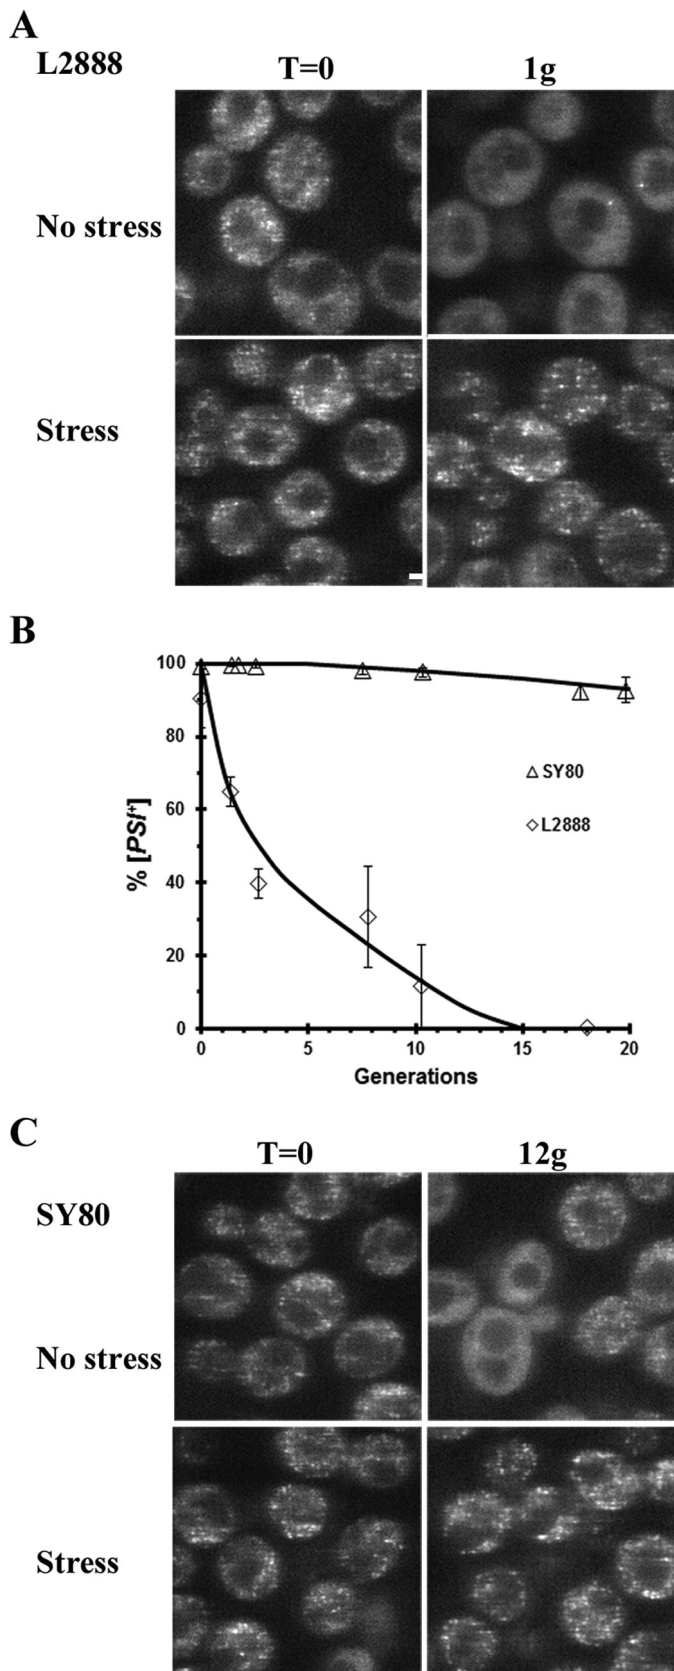 A
L2888
T=0
1g
No stress
Stress
B
100
80
60
40
20
0
% [PSI+]
SY80
L2888
0
5
10
15
20
Generations
C
T=0
12g
SY80
No stress
Stress